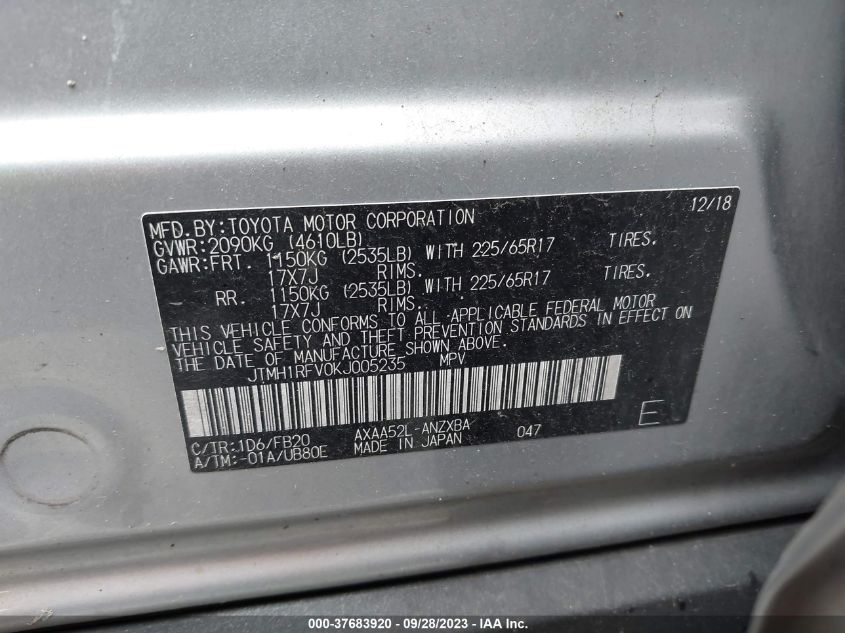 MFD.BY:TOYOTA MOTOR CORPORATION 12/18
GVWR:2090KG (4610LB)
GAWR:FRT. 1150KG (2535LB) WITH 225/65R17 TIRES.
17X7J RIMS.
RR. 1150KG (2535LB) WITH 225/65R17 TIRES.
17X7J RIMS.
THIS VEHICLE CONFORMS TO ALL APPLICABLE FEDERAL MOTOR
VEHICLE SAFETY AND THEFT PREVENTION STANDARDS IN EFFECT ON
THE DATE OF MANUFACTURE SHOWN ABOVE.
JTMH1RFV0KJ005235 MPV
C/TR:1D6/FB20 AXAA52L-ANZXBA 047 E
A/TM:-01A/UB80E MADE IN JAPAN
000-37683920 / 09/28/2023 / IMPACT AUTO AUCTIONS, INC.